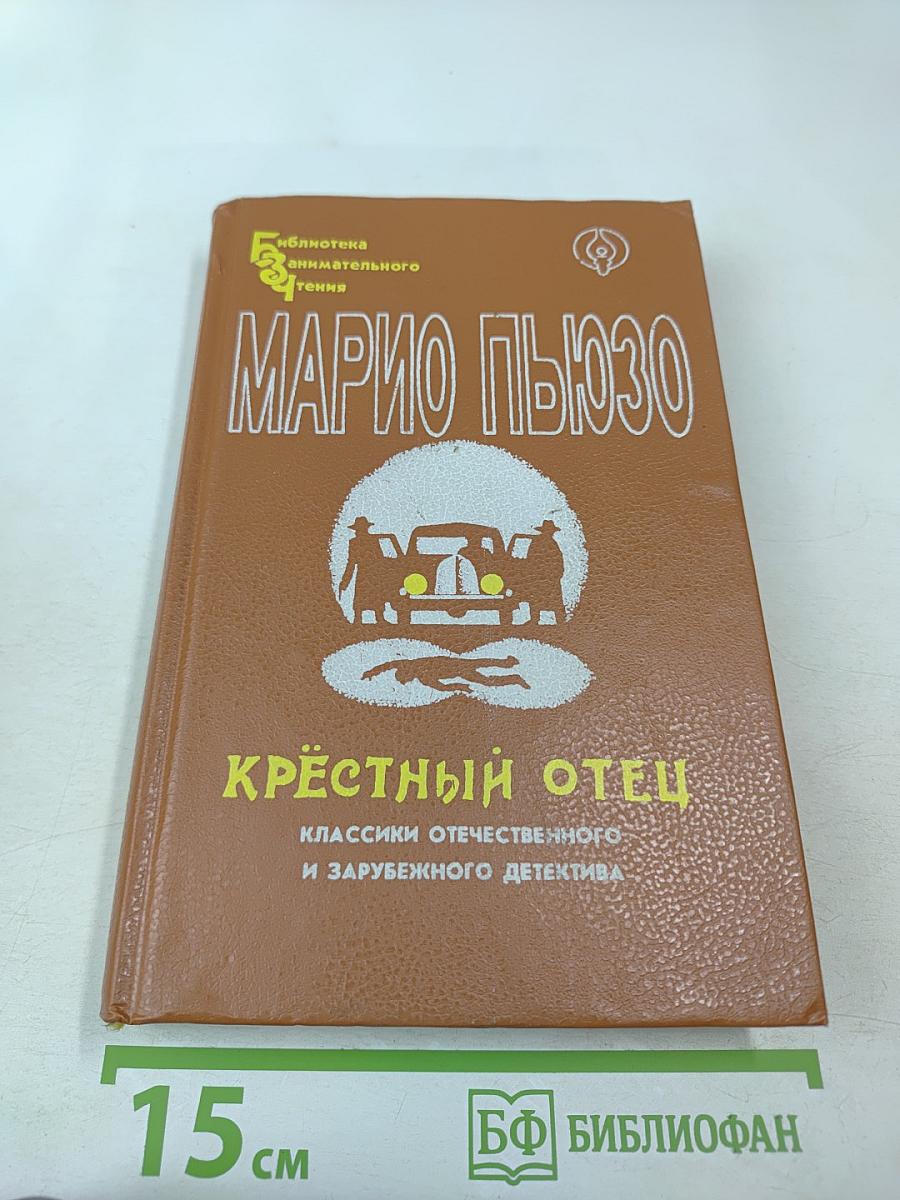 Библиотека
Занимательного
Чтения
МАРИО ПЬЮЗО
КРЁСТНЫЙ ОТЕЦ
КЛАССИКИ ОТЕЧЕСТВЕННОГО
И ЗАРУБЕЖНОГО ДЕТЕКТИВА
15 СМ
БФ БИБЛИОФАН